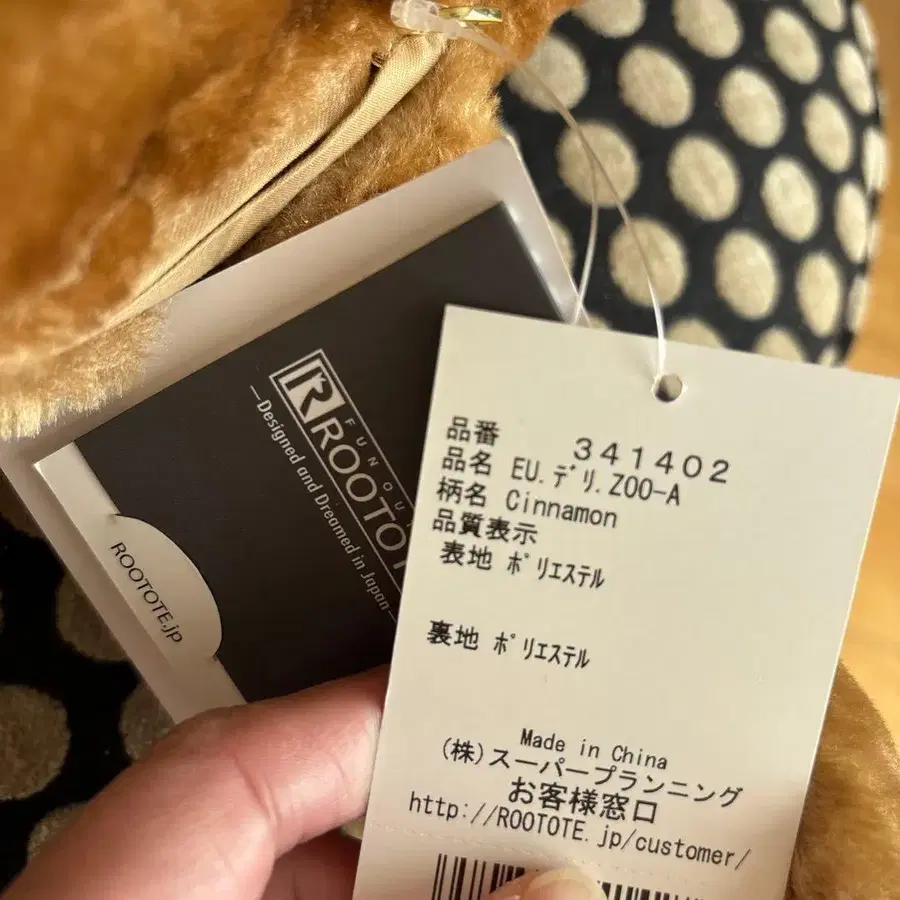 FUN OUT
ROOTOT
—Designed and Dreamed in Japan—
ROOTOTE.jp
品番 341402
品名 EU.デリ.ZOO-A
柄名 Cinnamon
品質表示
表地 ポリエステル
裏地 ポリエステル
Made in China
(株)スーパープランニング
お客様窓口
http://ROOTOTE.jp/customer/